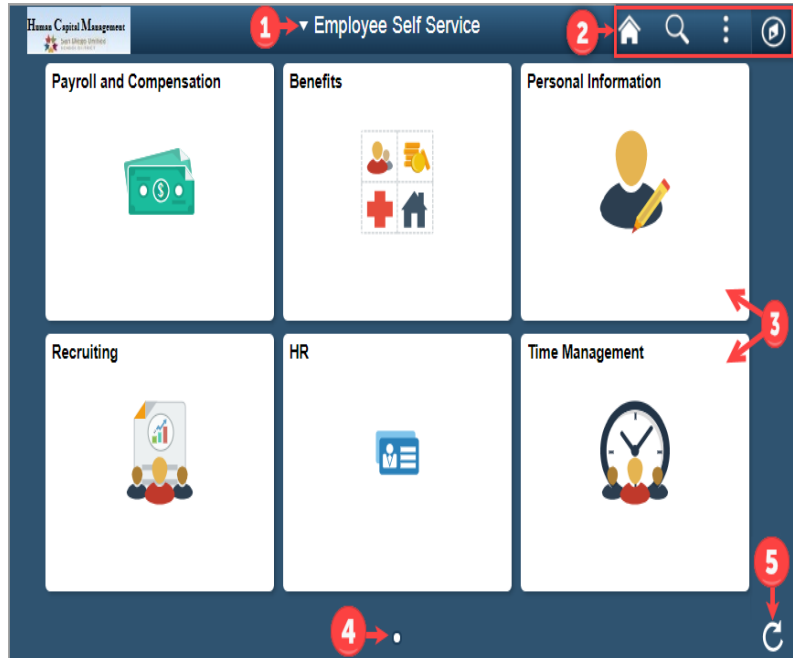 Human Capital Management
San Diego Unified
1
▾ Employee Self Service
2
Payroll and Compensation
Benefits
Personal Information
3
Recruiting
HR
Time Management
4
5